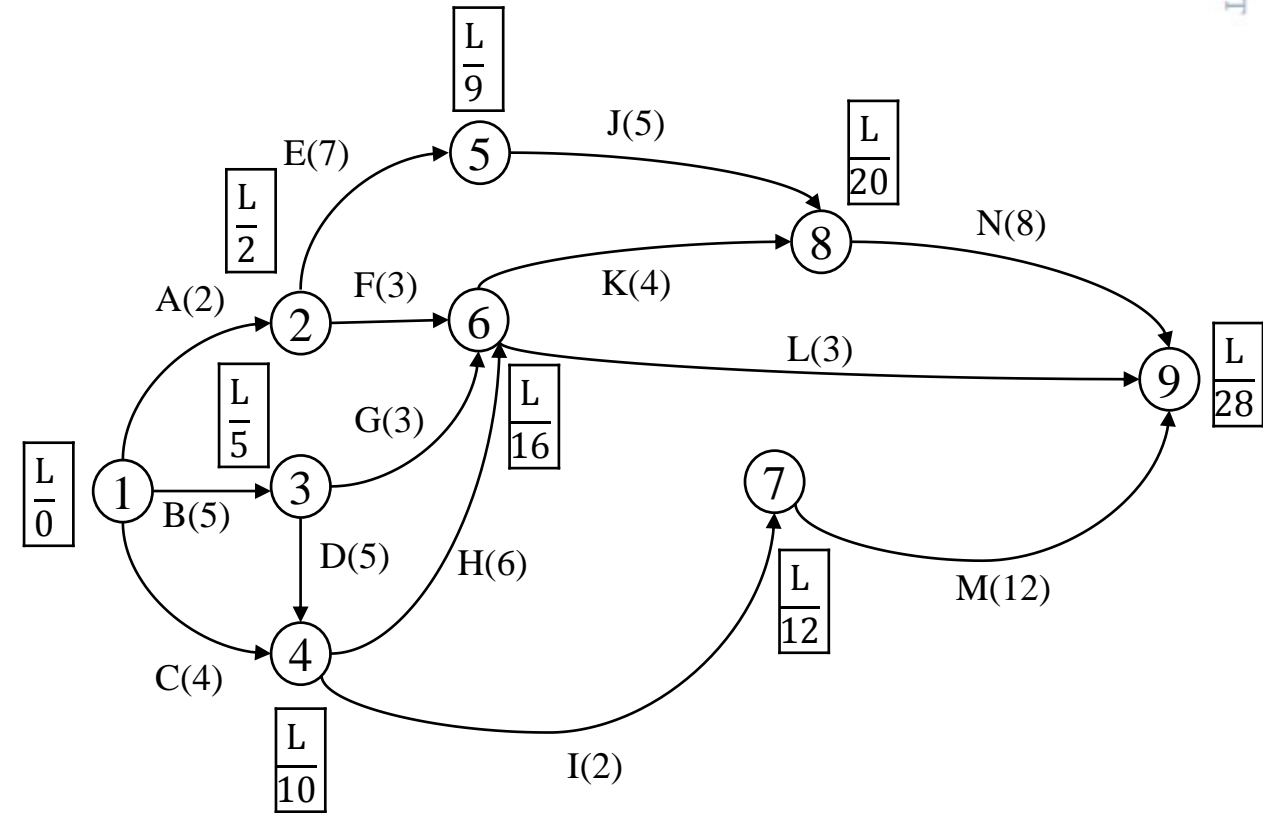 L
9
J(5)
L
20
E(7)
5
L
2
N(8)
8
A(2)
F(3)
K(4)
2
6
L(3)
L
28
9
L
5
G(3)
L
16
L
0
1
3
7
B(5)
D(5)
H(6)
M(12)
L
12
C(4)
4
L
10
I(2)